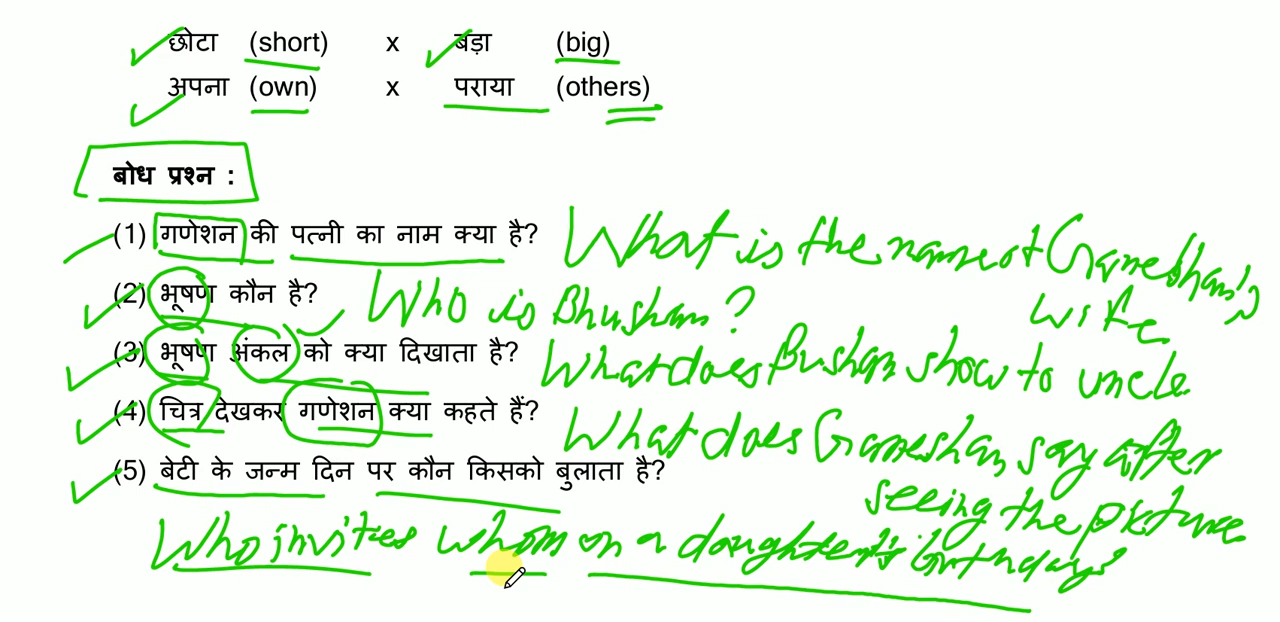 छोटा (short) x बड़ा (big)
अपना (own) x पराया (others)
बोध प्रश्न :
(1) गणेशन की पत्नी का नाम क्या है? What is the name of Ganeshan's wife
(2) भूषण कौन है? Who is Bhushan?
(3) भूषण अंकल को क्या दिखाता है? What does Bushan show to uncle
(4) चित्र देखकर गणेशन क्या कहते हैं? What does Ganeshan say after seeing the picture
(5) बेटी के जन्म दिन पर कौन किसको बुलाता है?
Who invites whom on a daughter's birthday?